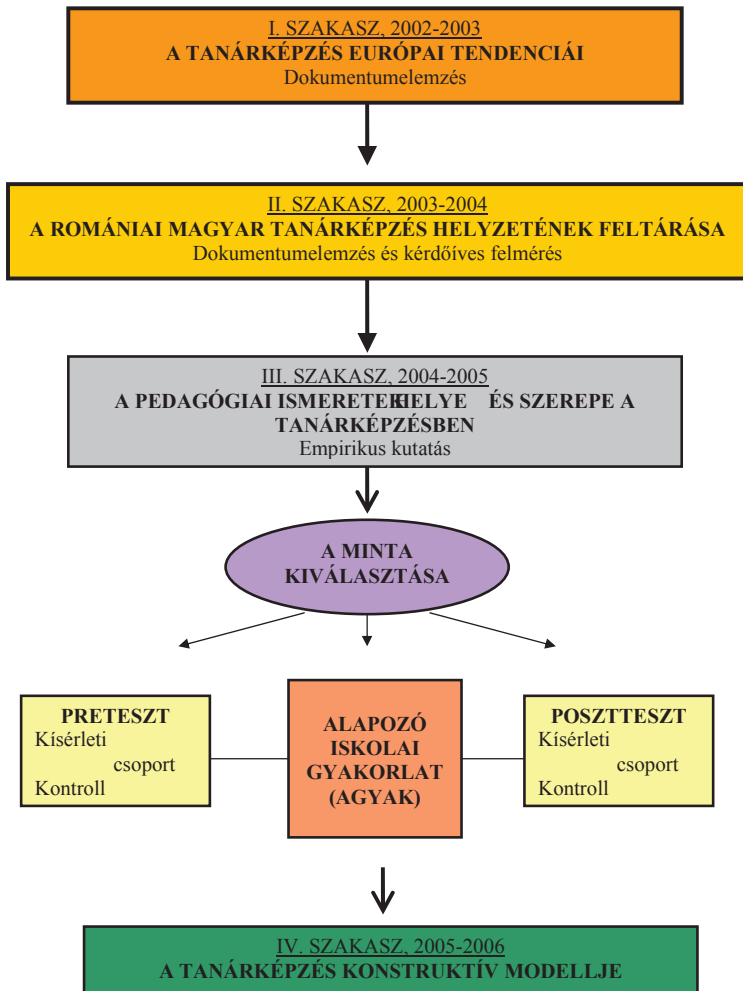 I. SZAKASZ, 2002-2003
A TANÁRKÉPZÉS EURÓPAI TENDENCIÁI
Dokumentumelemzés
II. SZAKASZ, 2003-2004
A ROMÁNIAI MAGYAR TANÁRKÉPZÉS HELYZETÉNEK FELTÁRÁSA
Dokumentumelemzés és kérdőíves felmérés
III. SZAKASZ, 2004-2005
A PEDAGÓGIAI ISMERETEK HELYE ÉS SZEREPE A
TANÁRKÉPZÉSBEN
Empirikus kutatás
A MINTA
KIVÁLASZTÁSA
PRETESZT
Kísérleti
csoport
Kontroll
ALAPOZÓ
ISKOLAI
GYAKORLAT
(AGYAK)
POSZTTESZT
Kísérleti
csoport
Kontroll
IV. SZAKASZ, 2005-2006
A TANÁRKÉPZÉS KONSTRUKTÍV MODELLJE